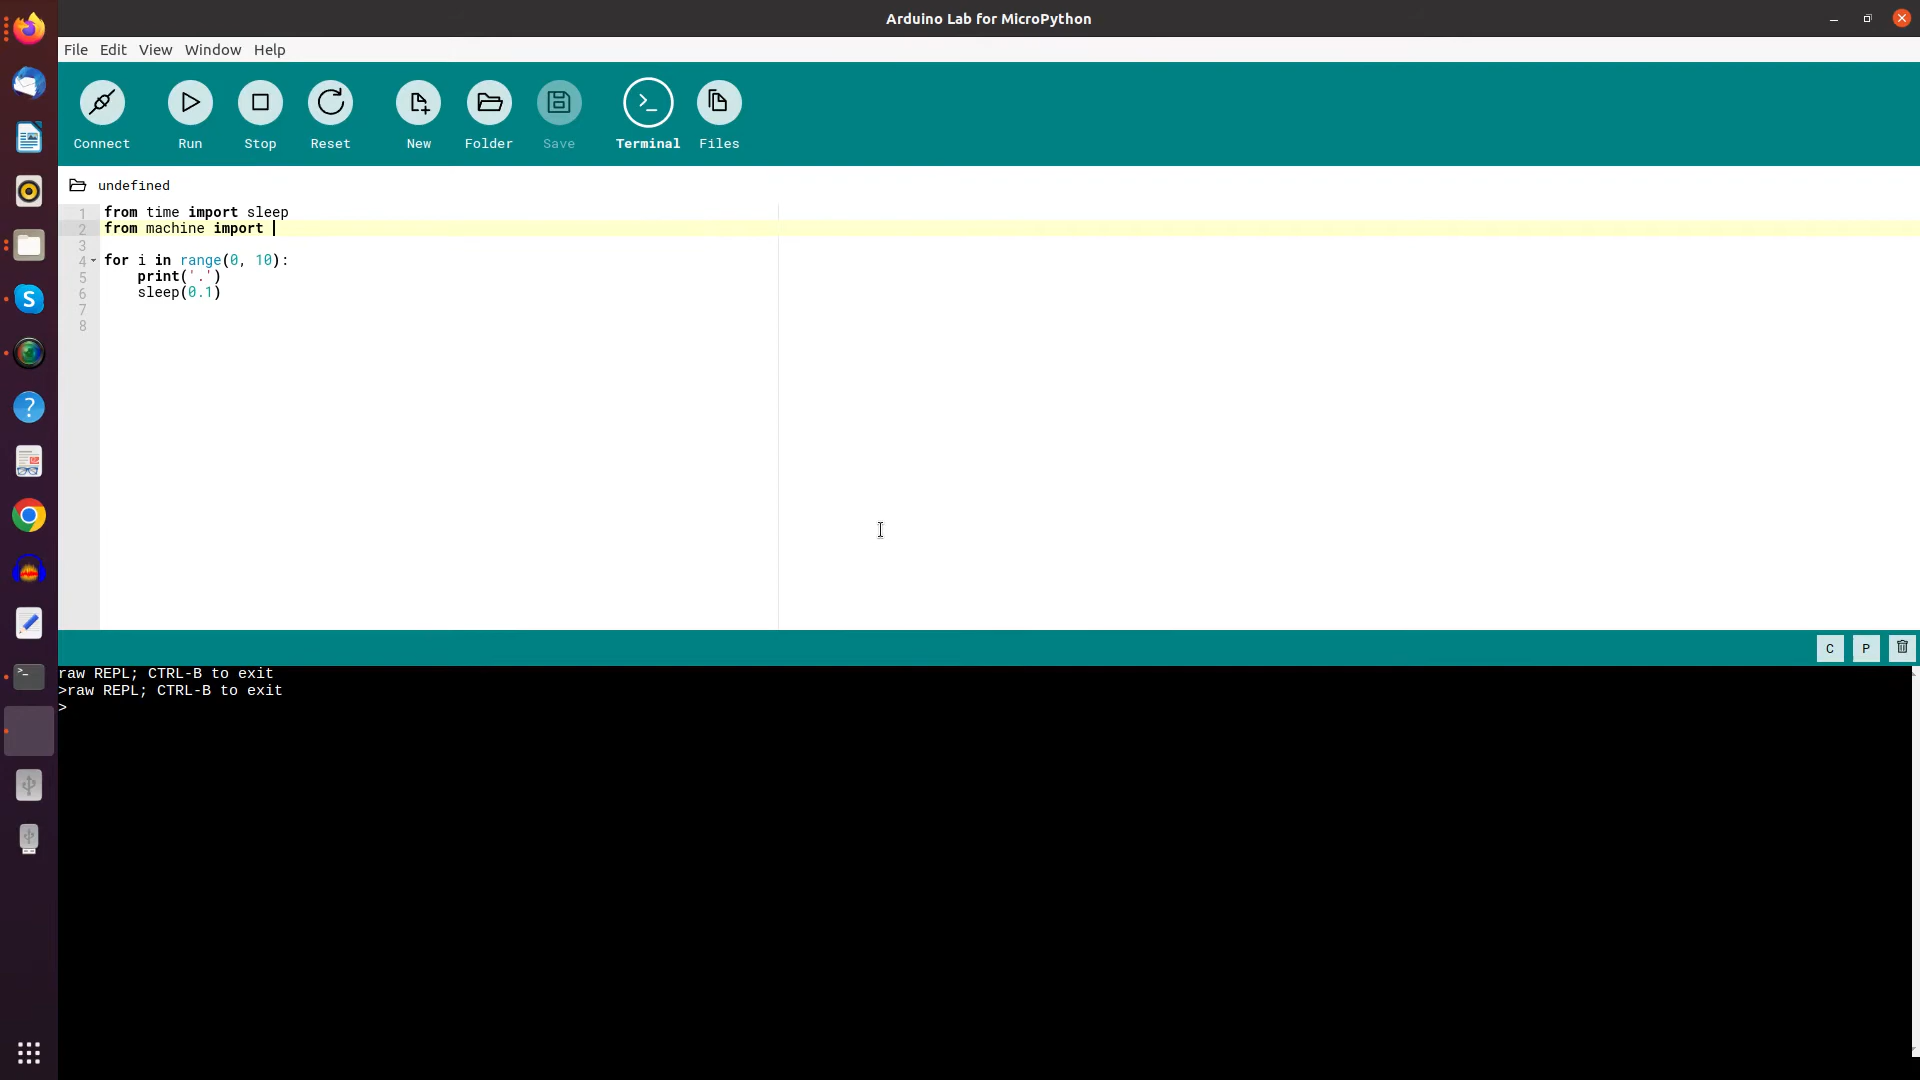 Arduino Lab for MicroPython
File Edit View Window Help
Connect Run Stop Reset New Folder Save Terminal Files
undefined
1 from time import sleep
2 from machine import
3
4 for i in range(0, 10):
5 print('.')
6 sleep(0.1)
7
8
C P
raw REPL; CTRL-B to exit
>raw REPL; CTRL-B to exit
>